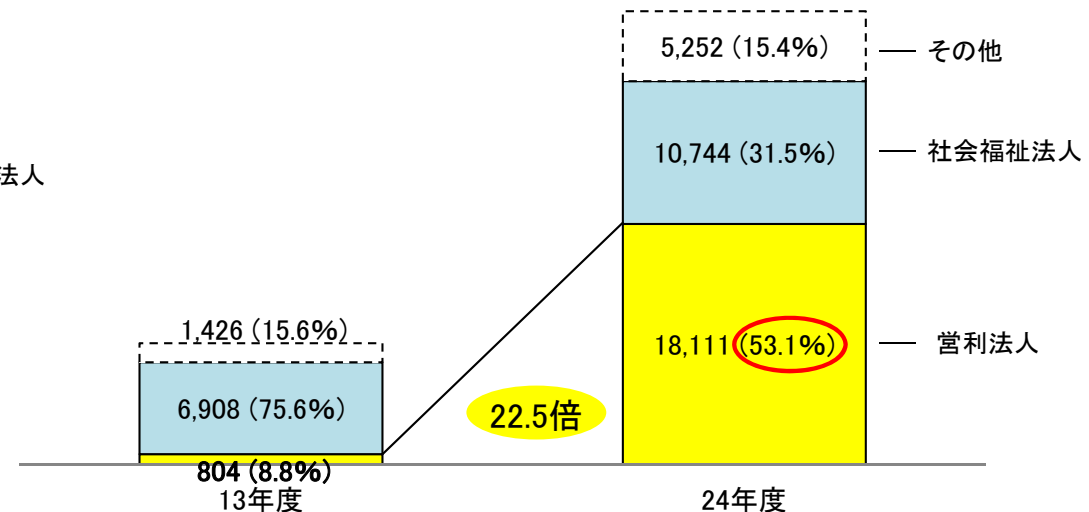 5,252 (15.4%)
その他
10,744 (31.5%)
社会福祉法人
法人
18,111 (53.1%)
営利法人
1,426 (15.6%)
6,908 (75.6%)
22.5倍
804 (8.8%)
13年度
24年度